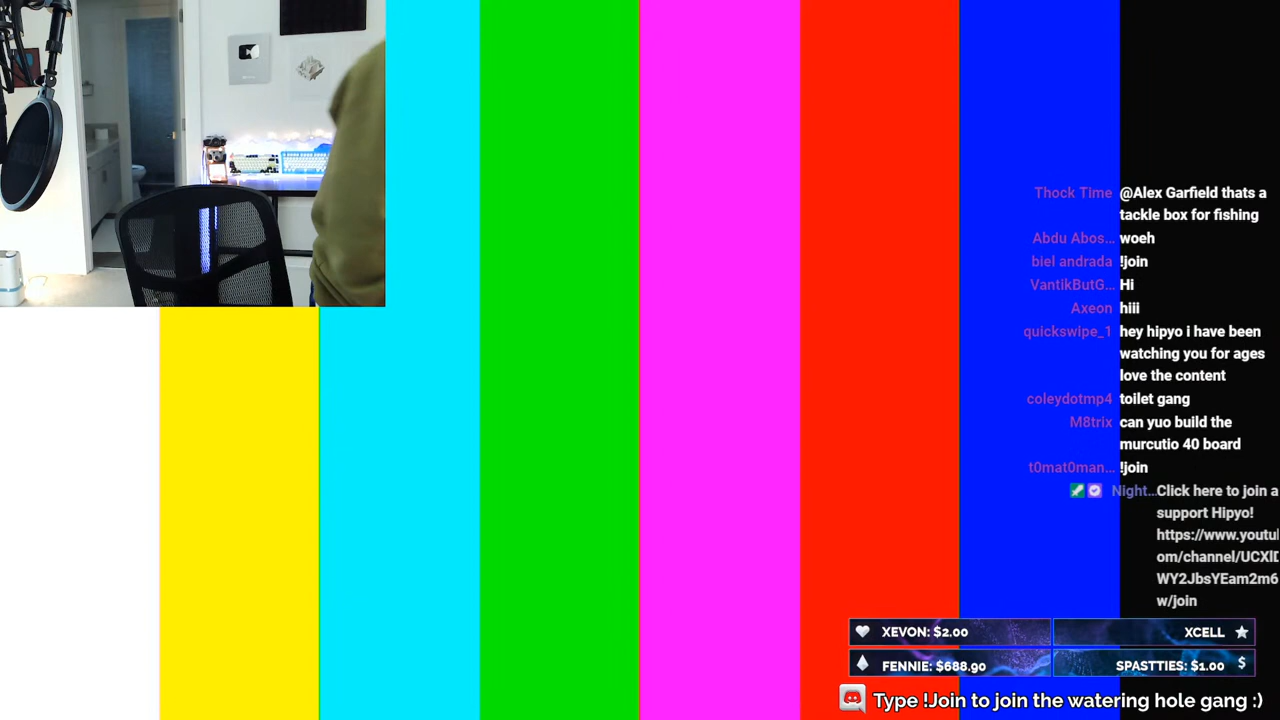 Thock Time @Alex Garfield thats a
tackle box for fishing
Abdu Abos... woeh
biel andrada !join
VantikButG... Hi
Axeon hiii
quickswipe_1 hey hipyo i have been
watching you for ages
love the content
coleydotmp4 toilet gang
M8trix can yuo build the
murcutio 40 board
t0mat0man... !join
Night... Click here to join a
support Hipyo!
https://www.youtu
om/channel/UCXlD
WY2JbsYEam2m6
w/join
XEVON: $2.00
XCELL
FENNIE: $688.90
SPASTTIES: $1.00 $
Type !Join to join the watering hole gang :)